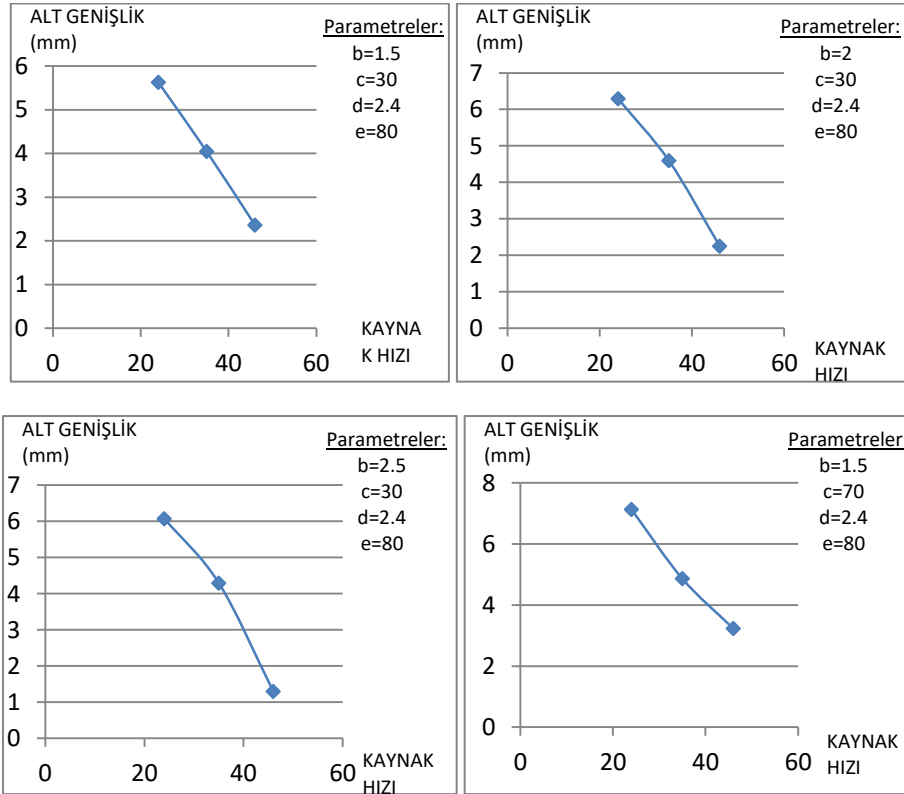 ALT GENİŞLİK
(mm)
Parametreler:
b=1.5
c=30
d=2.4
e=80
6
5
4
3
2
1
0
0 20 40 60
KAYNA
K HIZI
ALT GENİŞLİK
(mm)
Parametreler:
b=2
c=30
d=2.4
e=80
7
6
5
4
3
2
1
0
0 20 40 60
KAYNAK
HIZI
ALT GENİŞLİK
(mm)
Parametreler:
b=2.5
c=30
d=2.4
e=80
7
6
5
4
3
2
1
0
0 20 40 60
KAYNAK
HIZI
ALT GENİŞLİK
(mm)
Parametreler
b=1.5
c=70
d=2.4
e=80
8
6
4
2
0
0 20 40 60
KAYNAK
HIZI